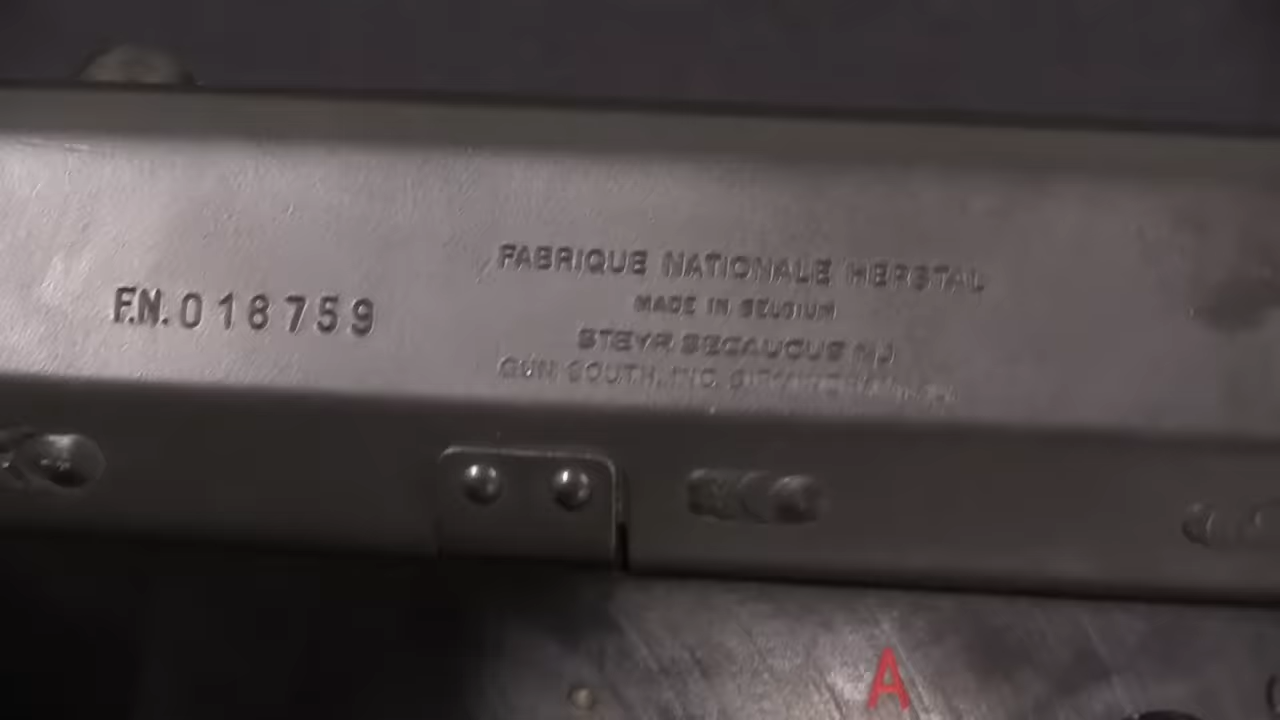 F.N. 018759
FABRIQUE NATIONALE HERSTAL
MADE IN BELGIUM
STEYR SECAUCUS NJ
GUN SOUTH, INC.
A